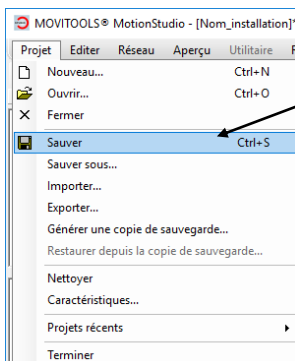 MOVITOOLS® MotionStudio - [Nom_installation]*
Projet Editer Réseau Aperçu Utilitaire
Nouveau... Ctrl+N
Ouvrir... Ctrl+O
Fermer
Sauver Ctrl+S
Sauver sous...
Importer...
Exporter...
Générer une copie de sauvegarde...
Restaurer depuis la copie de sauvegarde...
Nettoyer
Caractéristiques...
Projets récents
Terminer